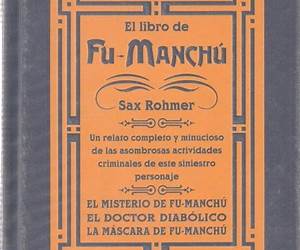 El libro de
FU-MANCHÚ
Sax Rohmer
Un relato completo y minucioso
de las asombrosas actividades
criminales de este siniestro
personaje
EL MISTERIO DE FU-MANCHÚ
EL DOCTOR DIABÓLICO
LA MÁSCARA DE FU-MANCHÚ